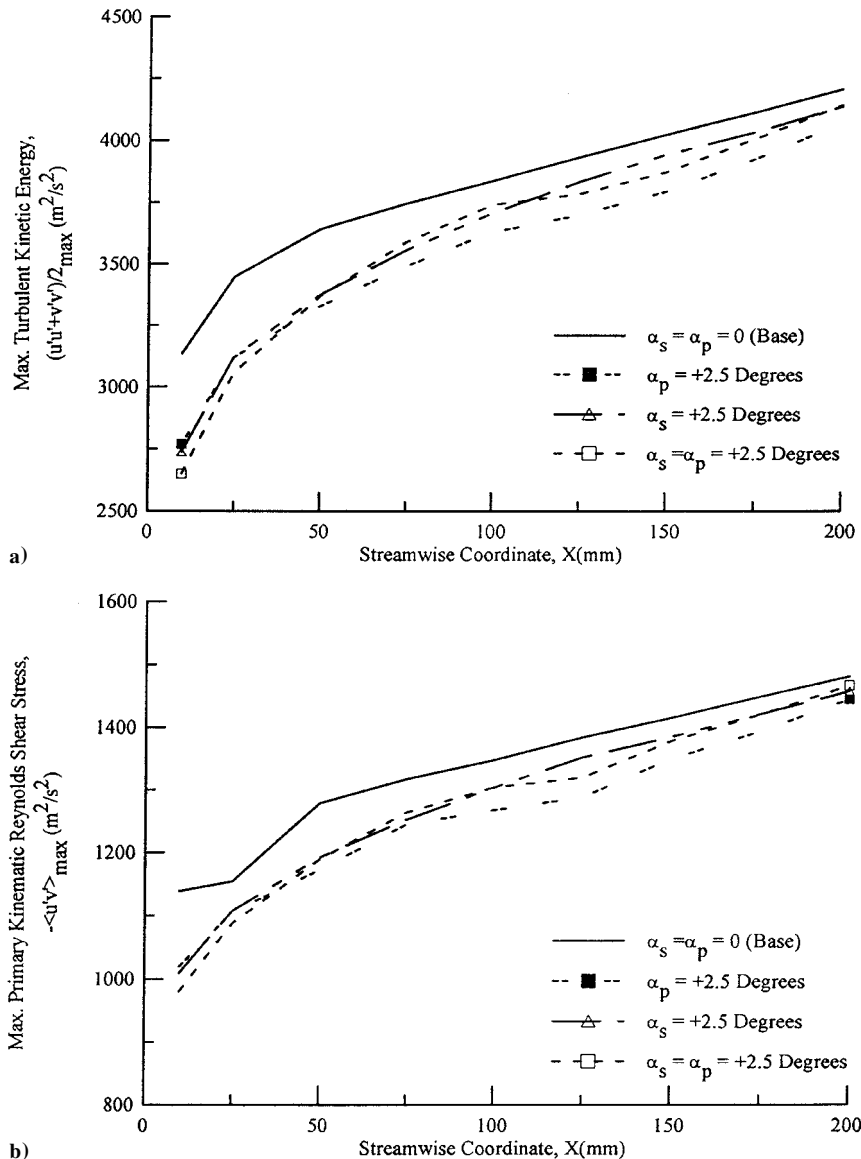 4500
4000
3500
3000
2500
Max. Turbulent Kinetic Energy,
(u'u'+v'v')/2max (m²/s²)
αs = αp = 0 (Base)
αp = +2.5 Degrees
αs = +2.5 Degrees
αs=αp = +2.5 Degrees
0 50 100 150 200
Streamwise Coordinate, X(mm)
a)
1600
1400
1200
1000
800
Max. Primary Kinematic Reynolds Shear Stress,
-<u'v'>max (m²/s²)
αs =αp = 0 (Base)
αp = +2.5 Degrees
αs = +2.5 Degrees
αs = αp = +2.5 Degrees
0 50 100 150 200
Streamwise Coordinate, X(mm)
b)